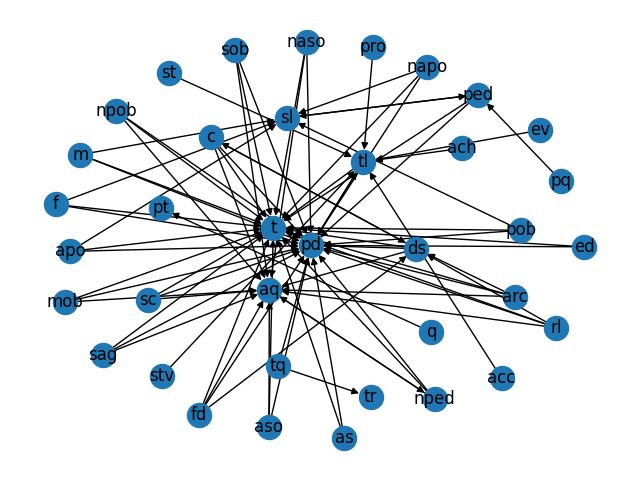 naso
pro
sob
napo
st
ped
npob
sl
ev
c
ach
m
tl
pq
f
pt
t
pob
pd
ed
apo
ds
aq
arc
mob
sc
rl
q
sag
tq
stv
acc
tr
nped
fd
aso
as